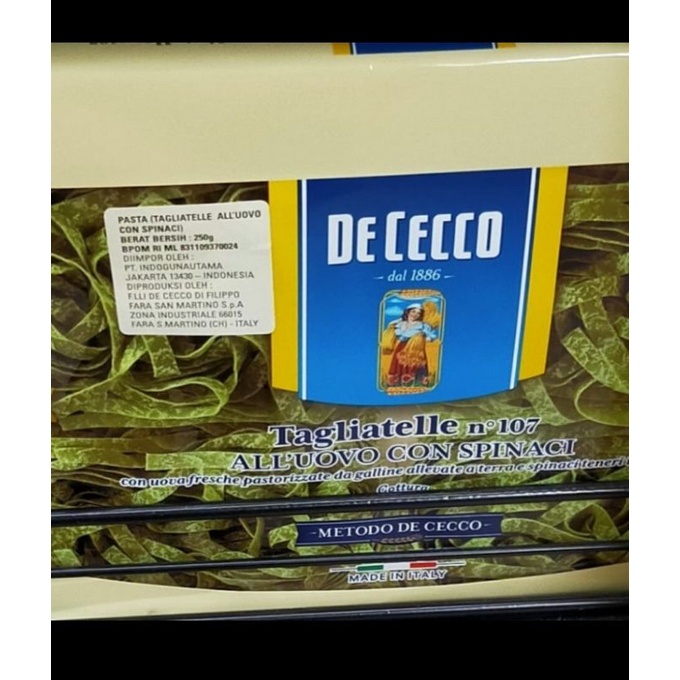 PASTA (TAGLIATELLE ALL'UOVO
CON SPINACI)
BERAT BERSIH : 250g
BPOM RI ML 831109370024
DIIMPOR OLEH :
PT. INDOGUNAUTAMA
JAKARTA 13430 – INDONESIA
DIPRODUKSI OLEH :
F.LLI DE CECCO DI FILIPPO
FARA SAN MARTINO S.p.A
ZONA INDUSTRIALE 66015
FARA S.MARTINO (CH) - ITALY
DE CECCO
dal 1886
Tagliatelle n°107
ALL'UOVO CON SPINACI
con uova fresche pastorizzate da galline allevate a terra e spinaci teneri
Cottura
METODO DE CECCO
MADE IN ITALY